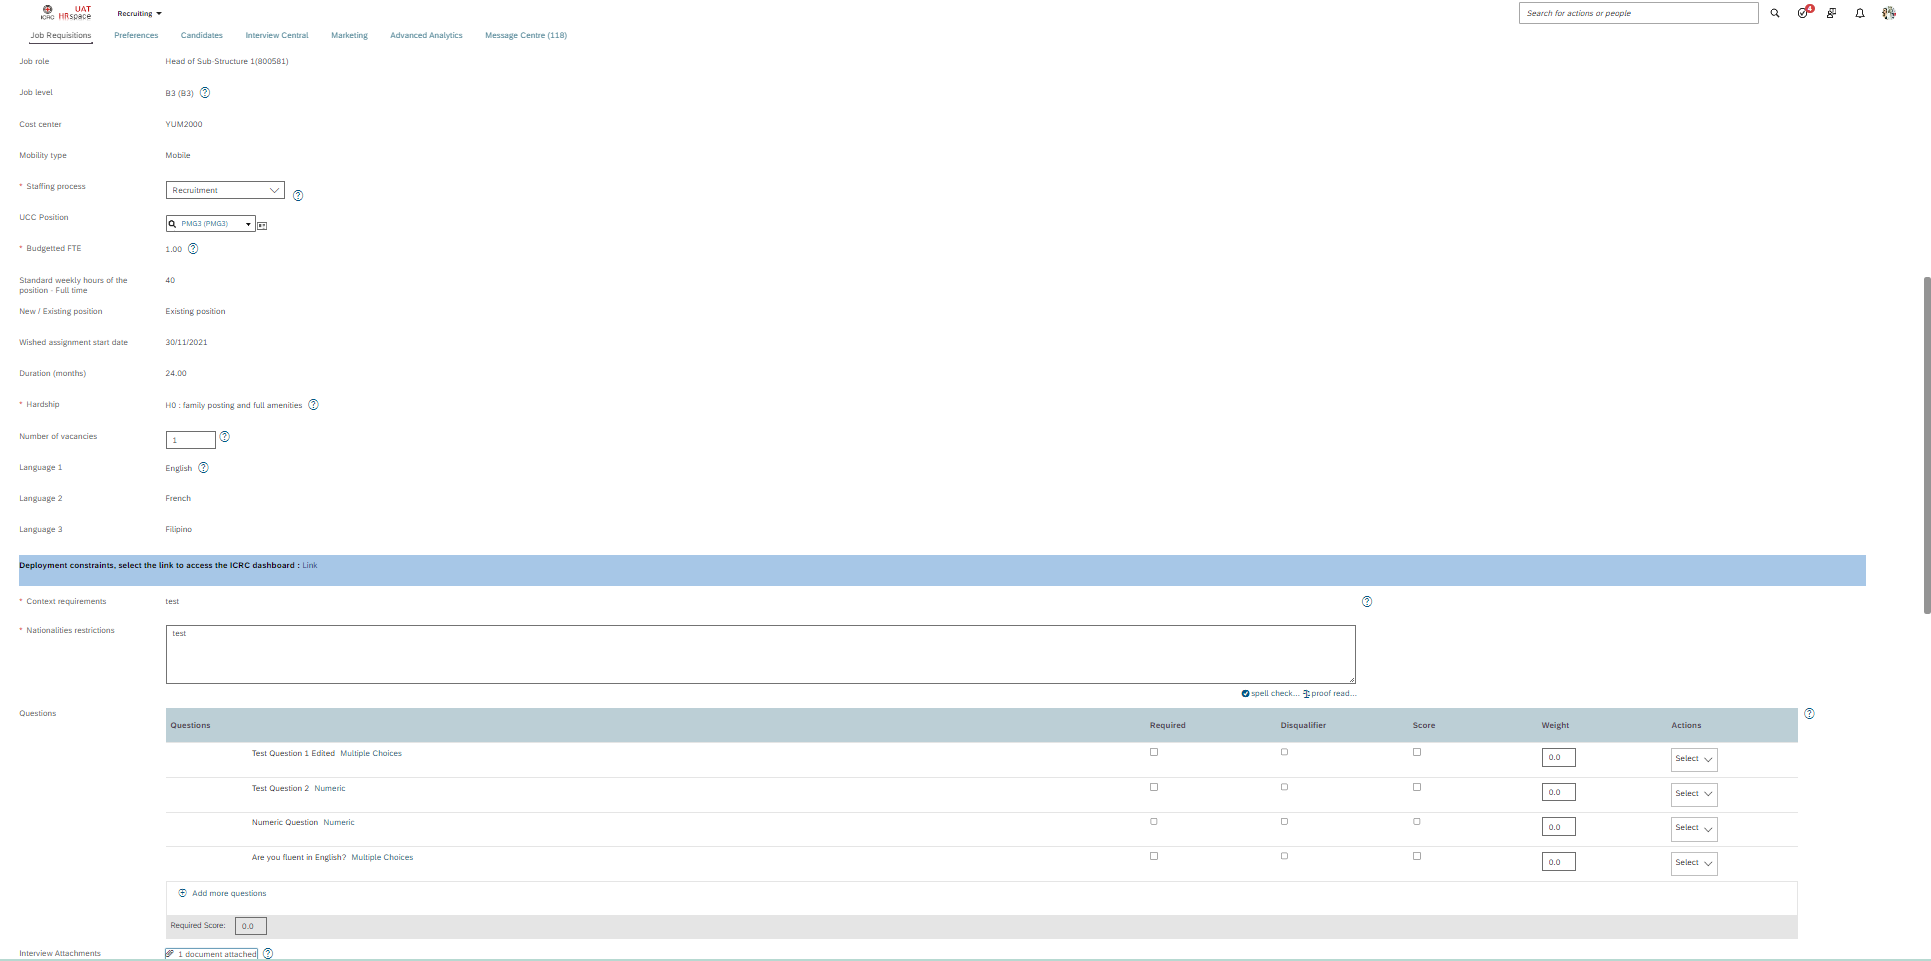 ICRC
UAT
HRspace
Recruiting
Search for actions or people
4
Job Requisitions
Preferences
Candidates
Interview Central
Marketing
Advanced Analytics
Message Centre (118)
Job role
Head of Sub-Structure 1(800581)
Job level
B3 (B3)
Cost center
YUM2000
Mobility type
Mobile
* Staffing process
Recruitment
UCC Position
PMG3 (PMG3)
* Budgetted FTE
1.00
Standard weekly hours of the
position - Full time
40
New / Existing position
Existing position
Wished assignment start date
30/11/2021
Duration (months)
24.00
* Hardship
H0 : family posting and full amenities
Number of vacancies
1
Language 1
English
Language 2
French
Language 3
Filipino
Deployment constraints, select the link to access the ICRC dashboard : Link
* Context requirements
test
* Nationalities restrictions
test
spell check... proof read...
Questions
Questions
Required
Disqualifier
Score
Weight
Actions
Test Question 1 Edited Multiple Choices
0.0
Select
Test Question 2 Numeric
0.0
Select
Numeric Question Numeric
0.0
Select
Are you fluent in English? Multiple Choices
0.0
Select
Add more questions
Required Score: 0.0
Interview Attachments
1 document attached